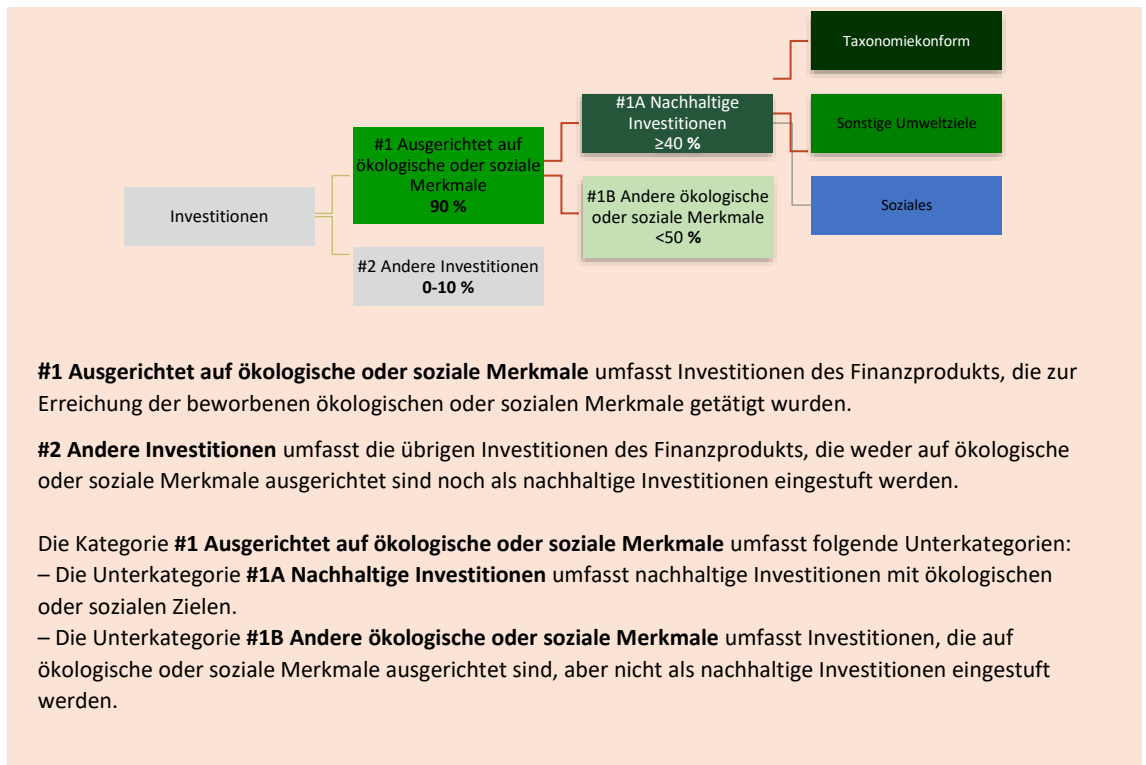 Taxonomiekonform
#1A Nachhaltige
Investitionen
≥40 %
Sonstige Umweltziele
#1 Ausgerichtet auf
ökologische oder soziale
Merkmale
90 %
#1B Andere ökologische
oder soziale Merkmale
<50 %
Soziales
Investitionen
#2 Andere Investitionen
0-10 %
#1 Ausgerichtet auf ökologische oder soziale Merkmale umfasst Investitionen des Finanzprodukts, die zur
Erreichung der beworbenen ökologischen oder sozialen Merkmale getätigt wurden.
#2 Andere Investitionen umfasst die übrigen Investitionen des Finanzprodukts, die weder auf ökologische
oder soziale Merkmale ausgerichtet sind noch als nachhaltige Investitionen eingestuft werden.
Die Kategorie #1 Ausgerichtet auf ökologische oder soziale Merkmale umfasst folgende Unterkategorien:
– Die Unterkategorie #1A Nachhaltige Investitionen umfasst nachhaltige Investitionen mit ökologischen
oder sozialen Zielen.
– Die Unterkategorie #1B Andere ökologische oder soziale Merkmale umfasst Investitionen, die auf
ökologische oder soziale Merkmale ausgerichtet sind, aber nicht als nachhaltige Investitionen eingestuft
werden.